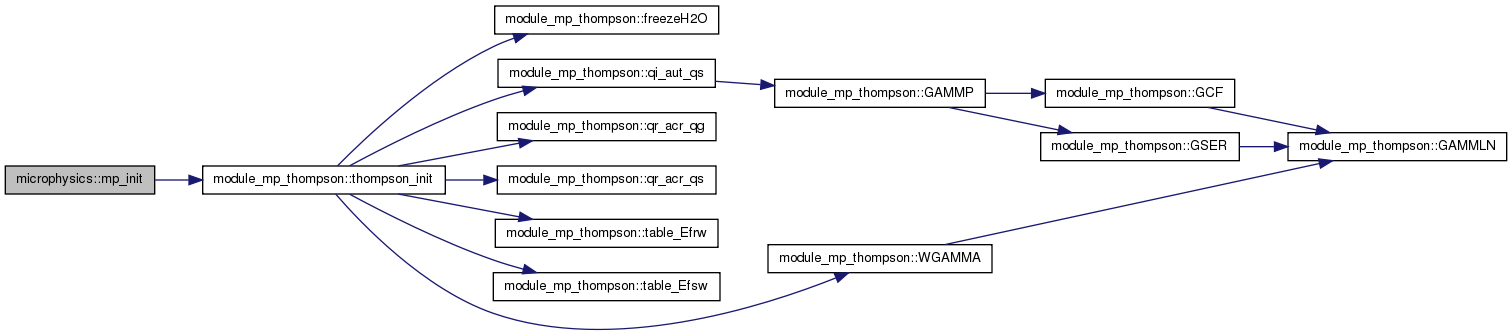 microphysics::mp_init
module_mp_thompson::thompson_init
module_mp_thompson::freezeH2O
module_mp_thompson::qi_aut_qs
module_mp_thompson::qr_acr_qg
module_mp_thompson::qr_acr_qs
module_mp_thompson::table_Efrw
module_mp_thompson::table_Efsw
module_mp_thompson::GAMMP
module_mp_thompson::WGAMMA
module_mp_thompson::GCF
module_mp_thompson::GSER
module_mp_thompson::GAMMLN